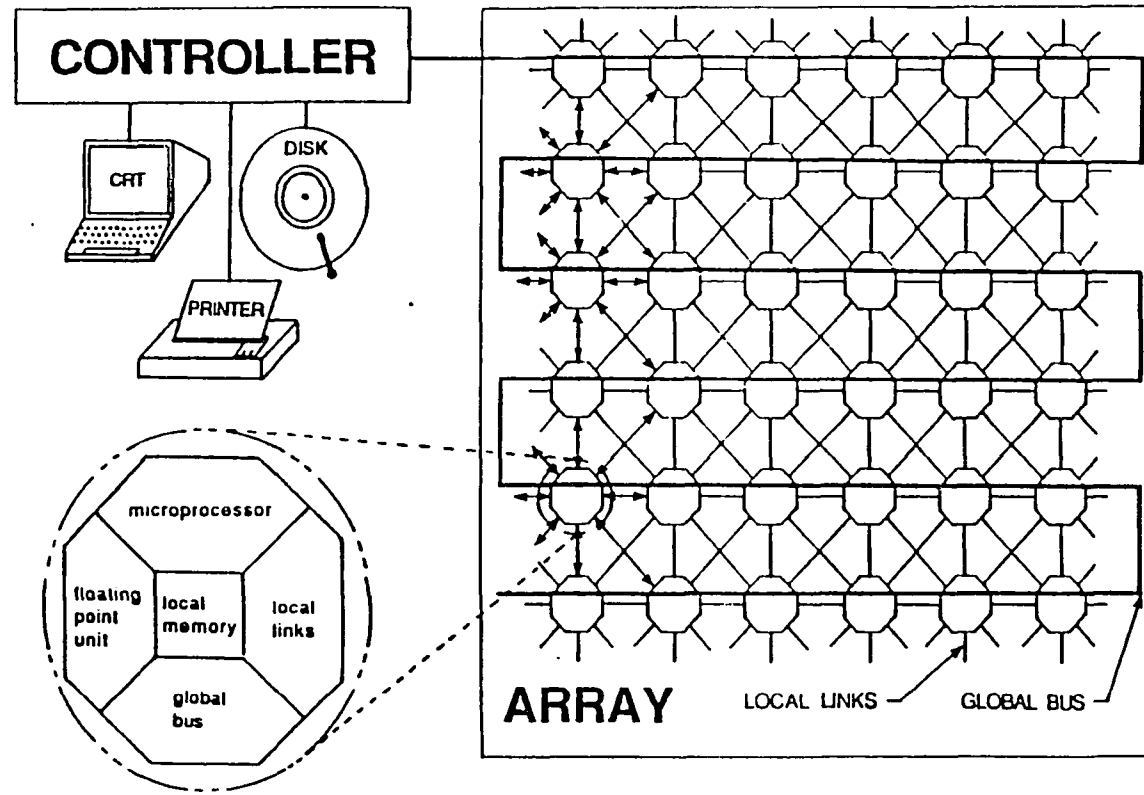 CONTROLLER
DISK
CRT
PRINTER
microprocessor
floating
point
unit
local
memory
local
links
global
bus
ARRAY
LOCAL LINKS
GLOBAL BUS